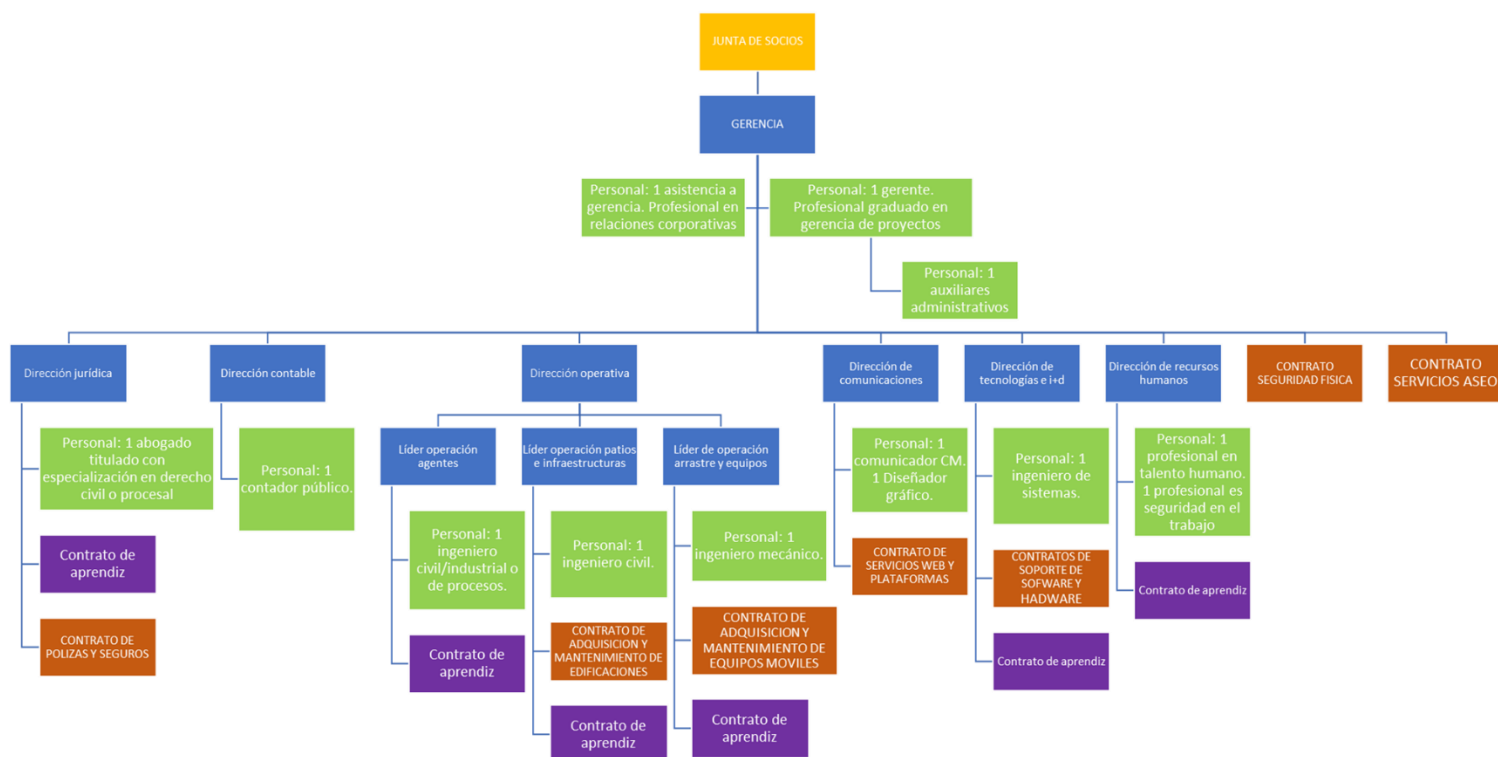 JUNTA DE SOCIOS
GERENCIA
Personal: 1 asistencia a
gerencia. Profesional en
relaciones corporativas
Personal: 1 gerente.
Profesional graduado en
gerencia de proyectos
Personal: 1
auxiliares
administrativos
Dirección jurídica
Personal: 1 abogado
titulado con
especialización en
derecho civil o procesal
Contrato de
aprendiz
CONTRATO DE
POLIZAS Y SEGUROS
Dirección contable
Personal: 1
contador público.
Dirección operativa
Líder operación
agentes
Personal: 1
ingeniero
civil/industrial o
de procesos.
Contrato de
aprendiz
Líder operación patios
e infraestructuras
Personal: 1
ingeniero civil.
CONTRATO DE
ADQUISICION Y
MANTENIMIENTO DE
EDIFICACIONES
Contrato de
aprendiz
Líder de operación
arrastre y equipos
Personal: 1
ingeniero mecánico.
CONTRATO DE
ADQUISICION Y
MANTENIMIENTO DE
EQUIPOS MOVILES
Contrato de
aprendiz
Dirección de
comunicaciones
Personal: 1
comunicador CM.
1 Diseñador
gráfico.
CONTRATO DE
SERVICIOS WEB Y
PLATAFORMAS
Dirección de
tecnologías e i+d
Personal: 1
ingeniero de
sistemas.
CONTRATOS DE
SOPORTE DE
SOFWARE Y
HADWARE
Contrato de aprendiz
Dirección de recursos
humanos
Personal: 1
profesional en
talento humano.
1 profesional es
seguridad en el
trabajo
Contrato de aprendiz
CONTRATO
SEGURIDAD FISICA
CONTRATO
SERVICIOS ASEO